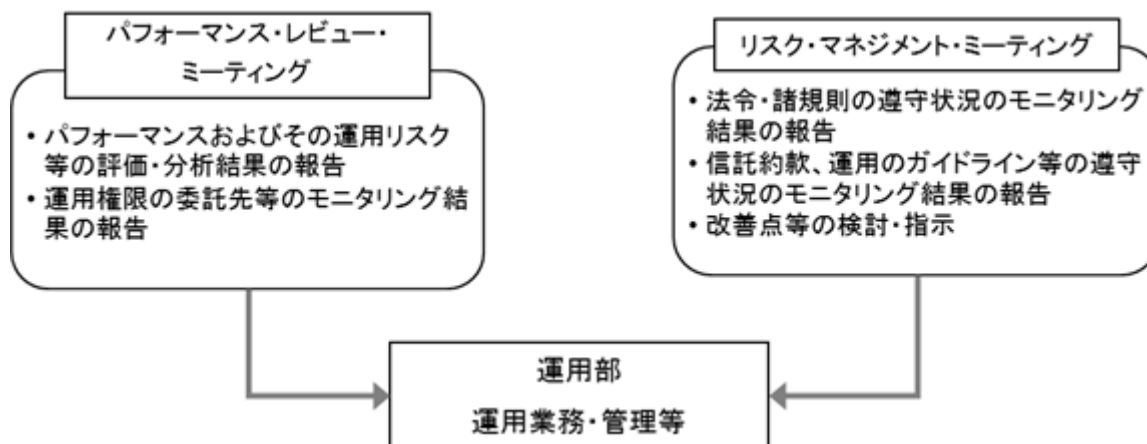 パフォーマンス・レビュー・
ミーティング
• パフォーマンスおよびその運用リスク
等の評価・分析結果の報告
• 運用権限の委託先等のモニタリング結
果の報告
リスク・マネジメント・ミーティング
• 法令・諸規則の遵守状況のモニタリング
結果の報告
• 信託約款、運用のガイドライン等の遵守
状況のモニタリング結果の報告
• 改善点等の検討・指示
運用部
運用業務・管理等